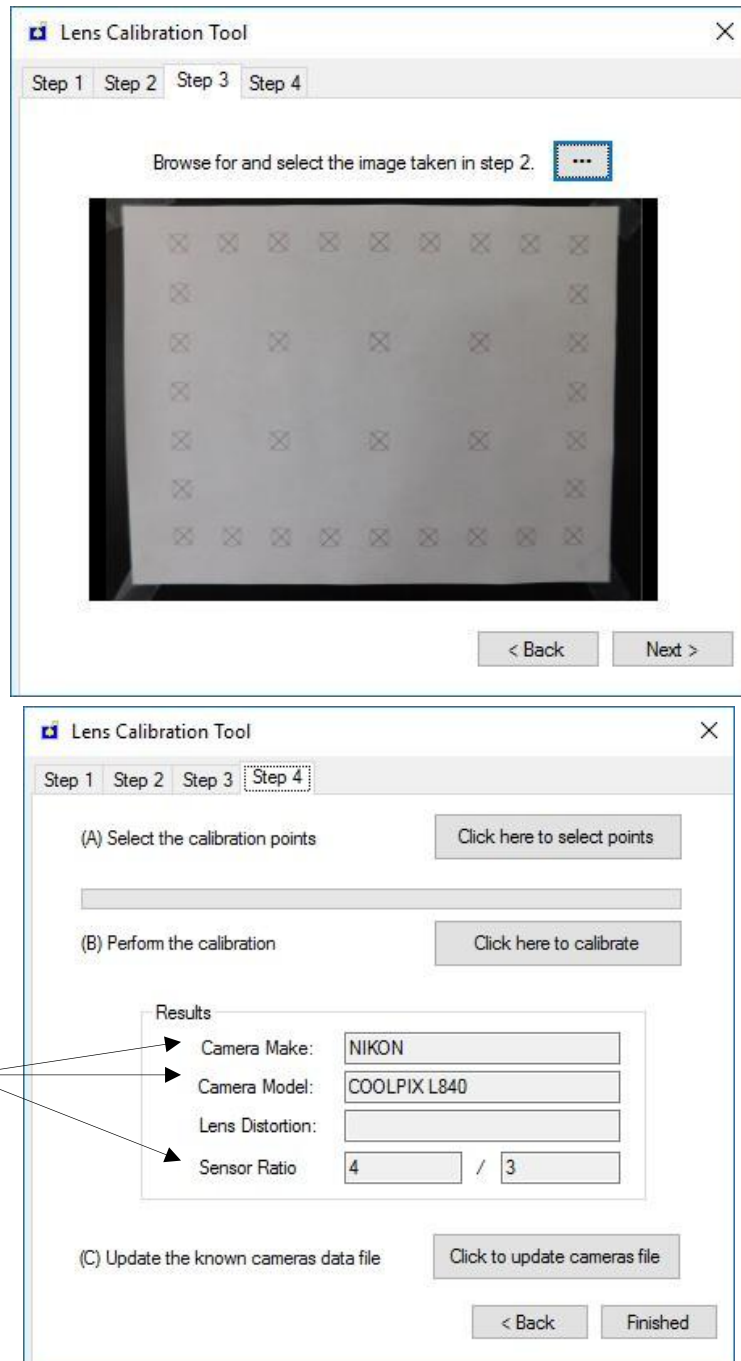 Lens Calibration Tool
Step 1 Step 2 Step 3 Step 4
Browse for and select the image taken in step 2. ...
< Back Next >
Lens Calibration Tool
Step 1 Step 2 Step 3 Step 4
(A) Select the calibration points Click here to select points
(B) Perform the calibration Click here to calibrate
Results
Camera Make: NIKON
Camera Model: COOLPIX L840
Lens Distortion:
Sensor Ratio 4 / 3
(C) Update the known cameras data file Click to update cameras file
< Back Finished